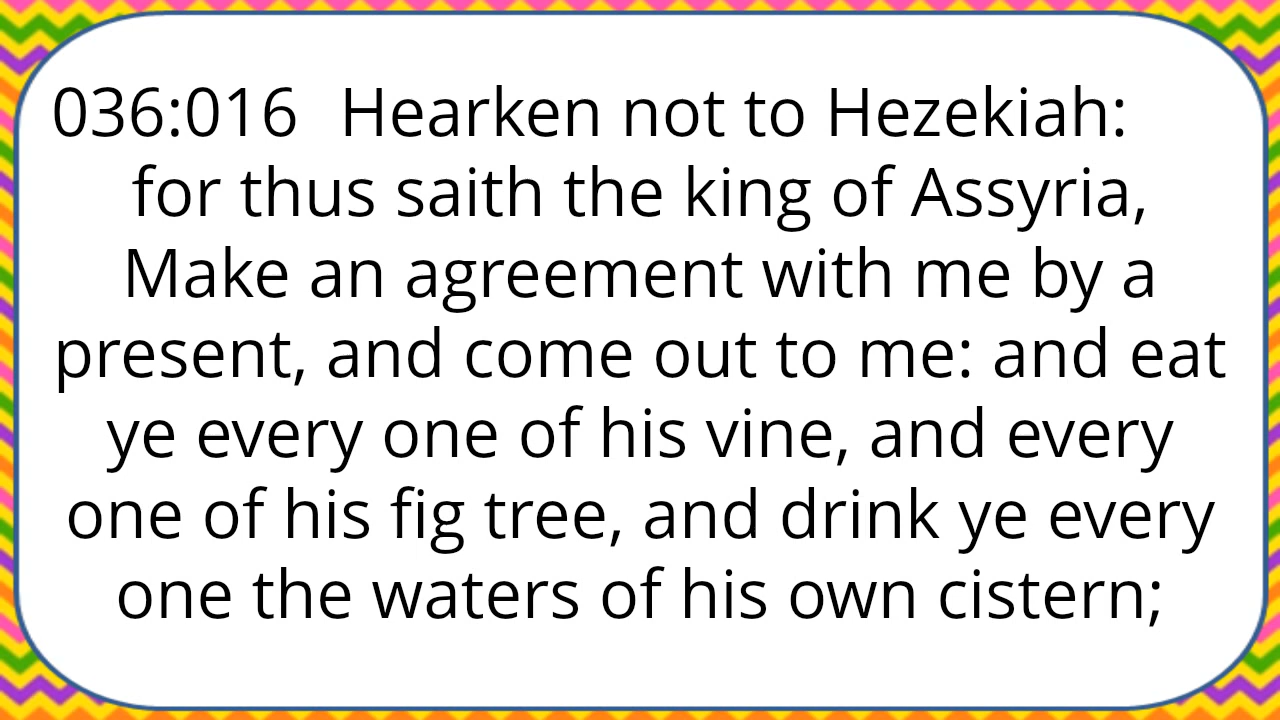 036:016  Hearken not to Hezekiah:
for thus saith the king of Assyria,
Make an agreement with me by a
present, and come out to me: and eat
ye every one of his vine, and every
one of his fig tree, and drink ye every
one the waters of his own cistern;